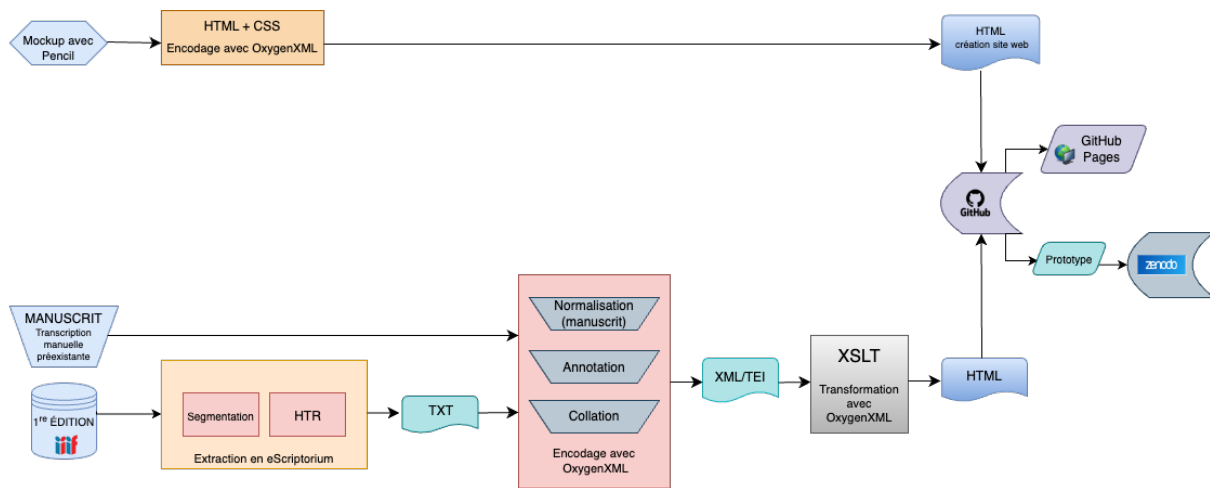 Mockup avec
Pencil
HTML + CSS
Encodage avec OxygenXML
HTML
création site web
GitHub
Pages
GitHub
Prototype
zenodo
MANUSCRIT
Transcription
manuelle
préexistante
1re ÉDITION
iiif
Segmentation
HTR
Extraction en eScriptorium
TXT
Normalisation
(manuscrit)
Annotation
Collation
Encodage avec
OxygenXML
XML/TEI
XSLT
Transformation
avec
OxygenXML
HTML